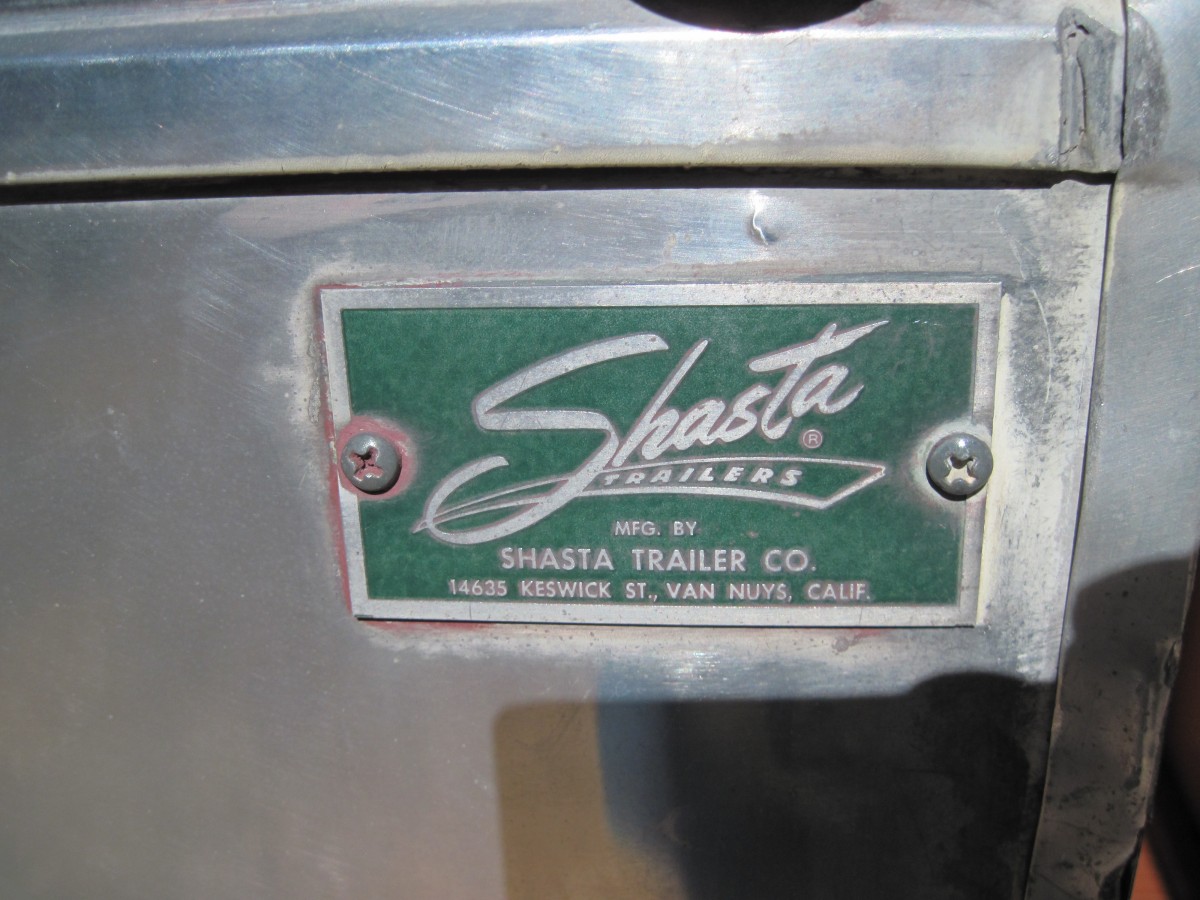 Shasta ®
TRAILERS
MFG. BY
SHASTA TRAILER CO.
14635 KESWICK ST., VAN NUYS, CALIF.